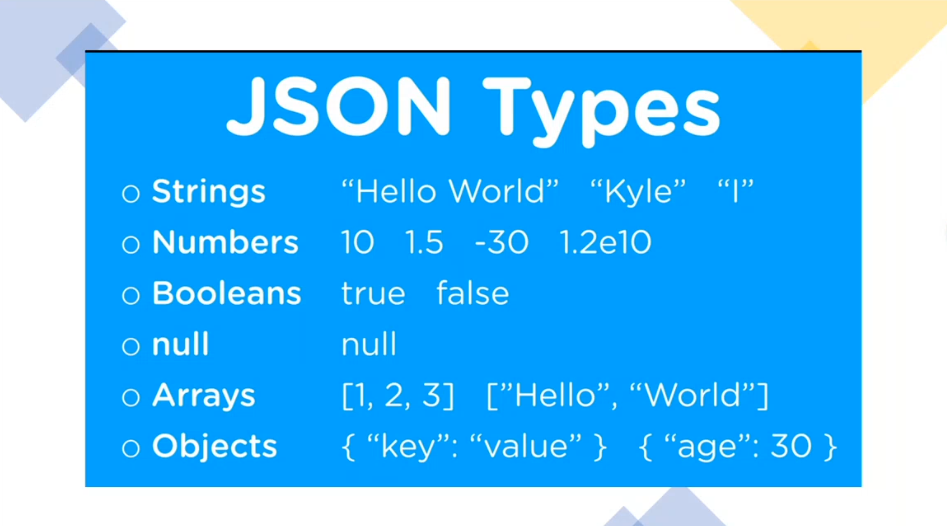 JSON Types
○ Strings “Hello World” “Kyle” “I”
○ Numbers 10 1.5 -30 1.2e10
○ Booleans true false
○ null null
○ Arrays [1, 2, 3] [”Hello”, “World”]
○ Objects { “key”: “value” } { “age”: 30 }